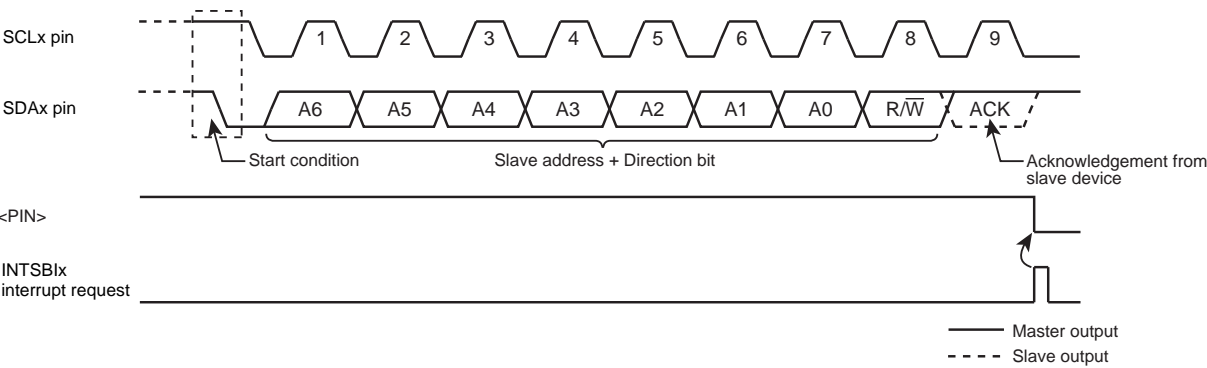 SCLx pin
1 2 3 4 5 6 7 8 9
SDAx pin
A6 A5 A4 A3 A2 A1 A0 R/W̅ ACK
Start condition
Slave address + Direction bit
Acknowledgement from
slave device
<PIN>
INTSBIx
interrupt request
Master output
Slave output